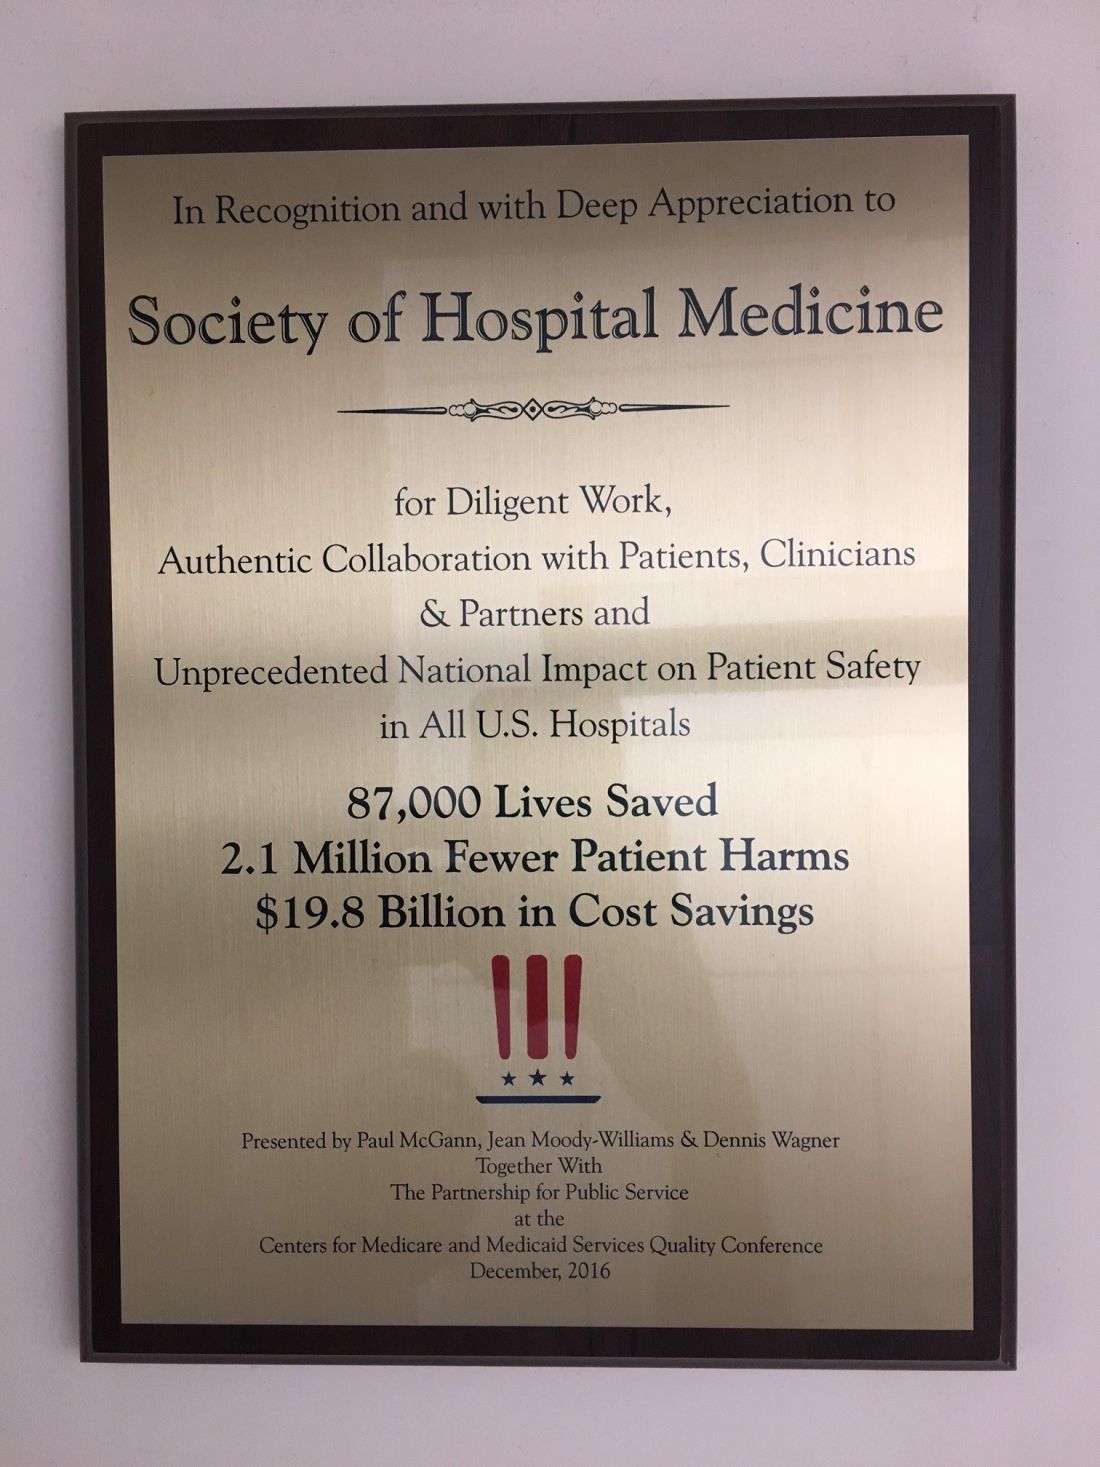 In Recognition and with Deep Appreciation to
Society of Hospital Medicine
for Diligent Work,
Authentic Collaboration with Patients, Clinicians
& Partners and
Unprecedented National Impact on Patient Safety
in All U.S. Hospitals
87,000 Lives Saved
2.1 Million Fewer Patient Harms
$19.8 Billion in Cost Savings
Presented by Paul McGann, Jean Moody-Williams & Dennis Wagner
Together With
The Partnership for Public Service
at the
Centers for Medicare and Medicaid Services Quality Conference
December, 2016